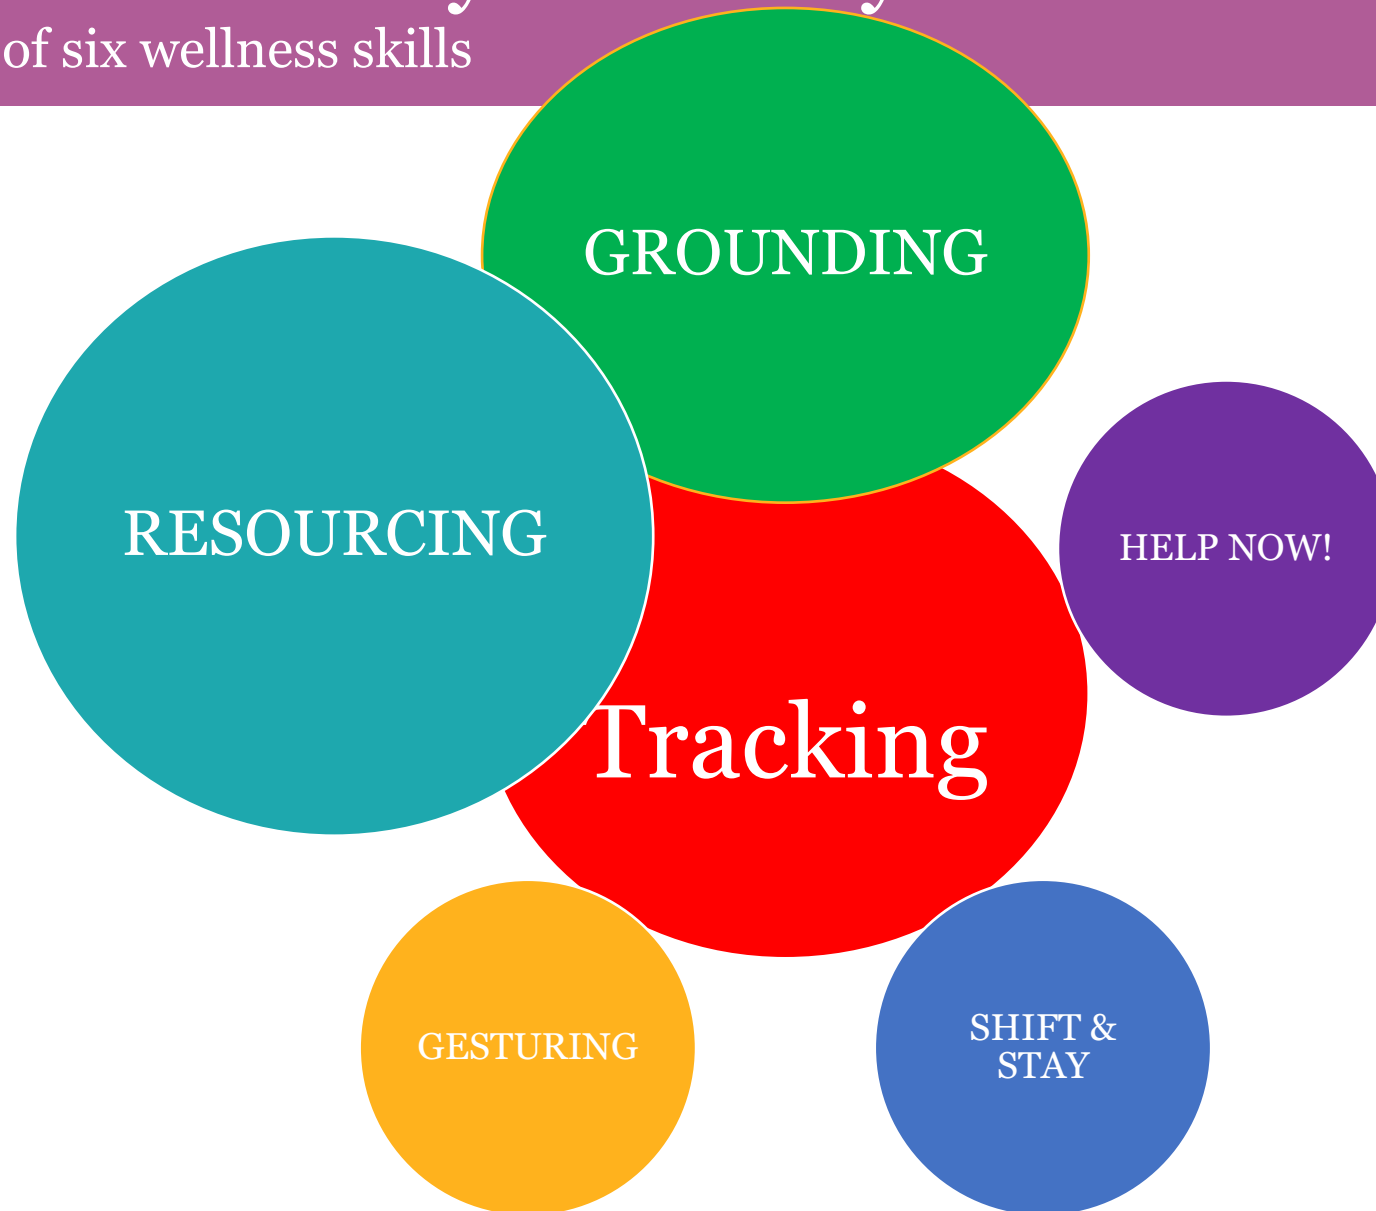 of six wellness skills
GROUNDING
RESOURCING
HELP NOW!
Tracking
GESTURING
SHIFT &
STAY